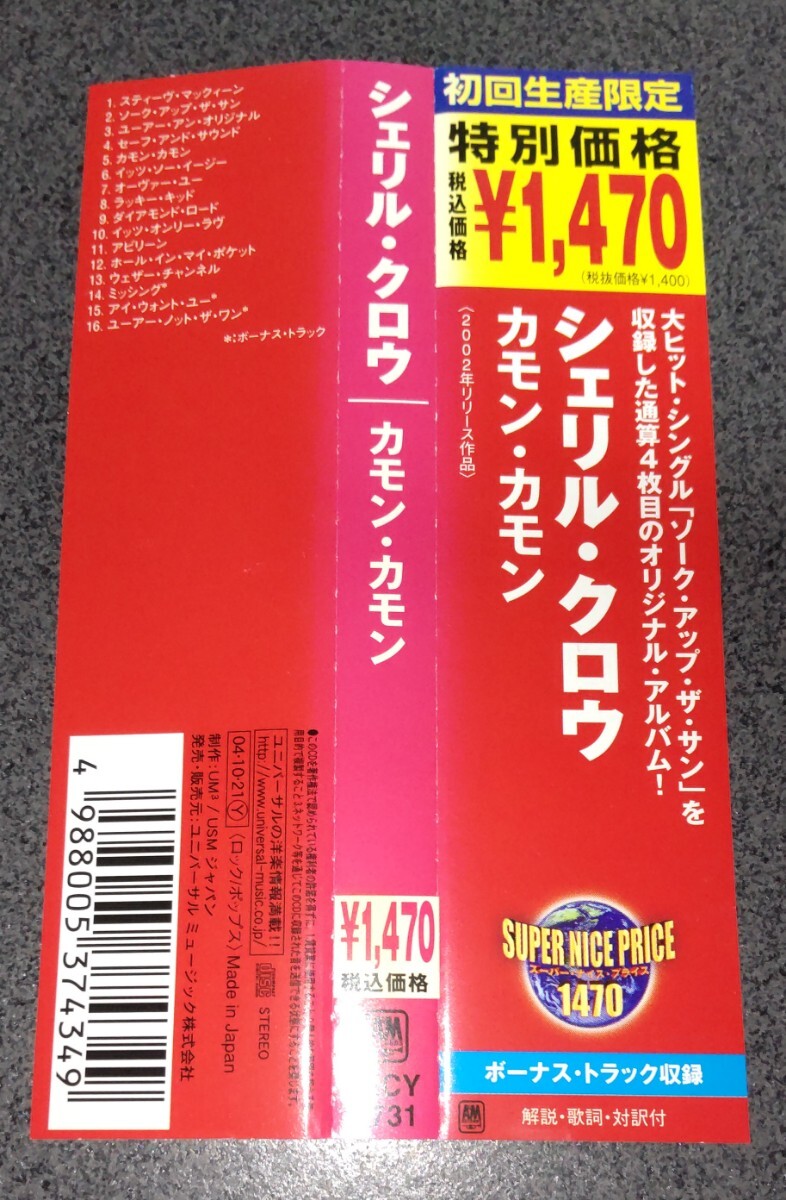 1. スティーヴ・マックィーン
2. ソーク・アップ・ザ・サン
3. ユーアー・アン・オリジナル
4. セーフ・アンド・サウンド
5. カモン・カモン
6. イッツ・ソー・イージー
7. オーヴァー・ユー
8. ラッキー・キッド
9. ダイアモンド・ロード
10. イッツ・オンリー・ラヴ
11. アビリーン
12. ホール・イン・マイ・ポケット
13. ウェザー・チャンネル
14. ミッシング*
15. アイ・ウォント・ユー*
16. ユーアー・ノット・ザ・ワン*
*:ボーナス・トラック
ユニバーサルの洋楽情報満載!!
http://www.universal-music.co.jp/
04・10・21 Y 〈ロック/ポップス〉 Made in Japan
STEREO
制作:UM³ / USM ジャパン
発売・販売元:ユニバーサル ミュージック株式会社
4 988005 374349
シェリル・クロウ
カモン・カモン
¥1,470
税込価格
A&M
CY
731
初回生産限定
特別価格
税込価格
¥1,470
(税抜価格¥1,400)
大ヒット・シングル「ソーク・アップ・ザ・サン」を
収録した通算4枚目のオリジナル・アルバム!
シェリル・クロウ
カモン・カモン
〈2002年リリース作品〉
SUPER NICE PRICE
スーパー・ナイス・プライス
1470
ボーナス・トラック収録
A&M
解説・歌詞・対訳付